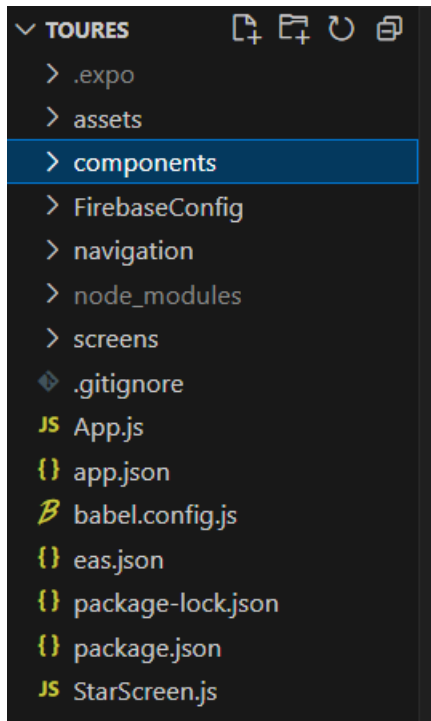 TOURES
.expo
assets
components
FirebaseConfig
navigation
node_modules
screens
.gitignore
JS App.js
{} app.json
babel.config.js
{} eas.json
{} package-lock.json
{} package.json
JS StarScreen.js